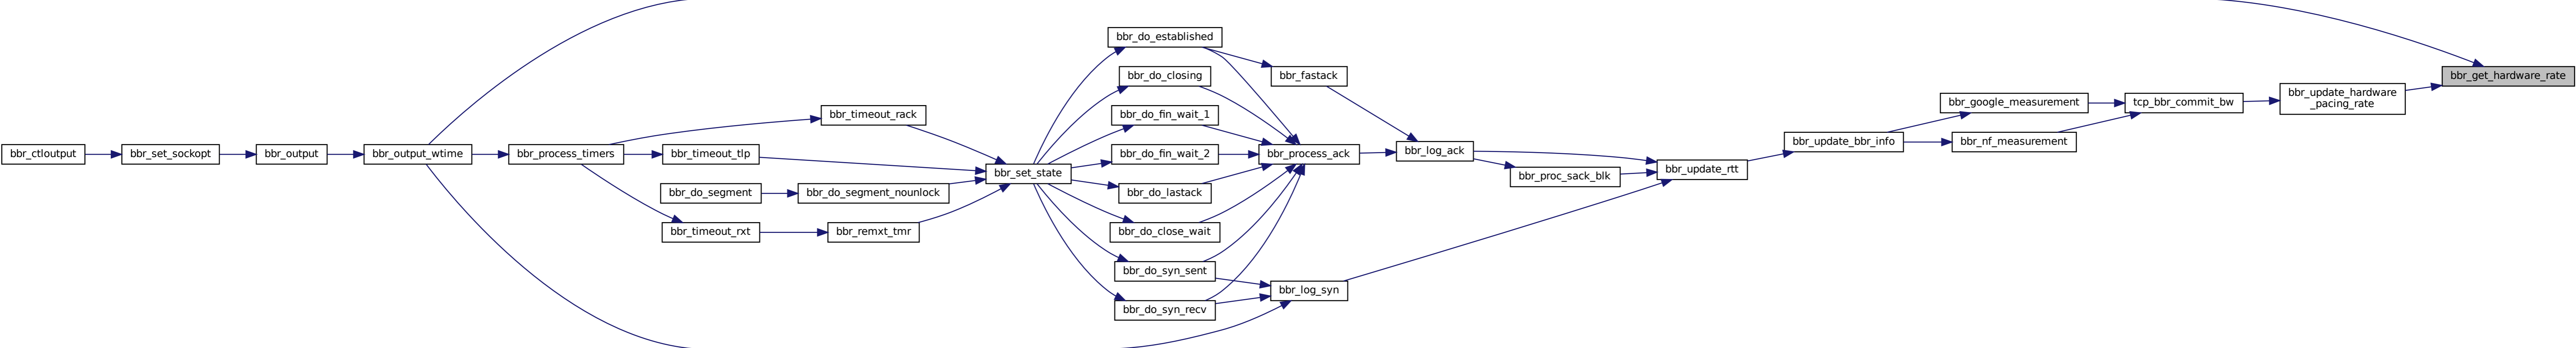 bbr_ctloutput
bbr_set_sockopt
bbr_output
bbr_output_wtime
bbr_process_timers
bbr_timeout_rack
bbr_timeout_tlp
bbr_do_segment
bbr_do_segment_nounlock
bbr_timeout_rxt
bbr_remxt_tmr
bbr_set_state
bbr_do_established
bbr_do_closing
bbr_do_fin_wait_1
bbr_do_fin_wait_2
bbr_do_lastack
bbr_do_close_wait
bbr_do_syn_sent
bbr_do_syn_recv
bbr_fastack
bbr_process_ack
bbr_log_syn
bbr_log_ack
bbr_proc_sack_blk
bbr_update_rtt
bbr_update_bbr_info
bbr_google_measurement
bbr_nf_measurement
tcp_bbr_commit_bw
bbr_update_hardware
_pacing_rate
bbr_get_hardware_rate